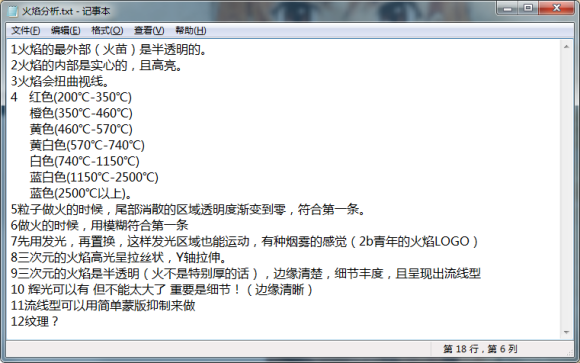 火焰分析.txt - 记事本
文件(F) 编辑(E) 格式(O) 查看(V) 帮助(H)
1火焰的最外部（火苗）是半透明的。
2火焰的内部是实心的，且高亮。
3火焰会扭曲视线。
4 红色(200℃-350℃)
橙色(350℃-460℃)
黄色(460℃-570℃)
黄白色(570℃-740℃)
白色(740℃-1150℃)
蓝白色(1150℃-2500℃)
蓝色(2500℃以上)。
5粒子做火的时候，尾部消散的区域透明度渐变到零，符合第一条。
6做火的时候，用模糊符合第一条
7先用发光，再置换，这样发光区域也能运动，有种烟雾的感觉（2b青年的火焰LOGO）
8三次元的火焰高光呈拉丝状，Y轴拉伸。
9三次元的火焰是半透明（火不是特别厚的话），边缘清楚，细节丰度，且呈现出流线型
10 辉光可以有 但不能太大了 重要是细节！（边缘清晰）
11流线型可以用简单蒙版抑制来做
12纹理？
第 18 行，第 6 列